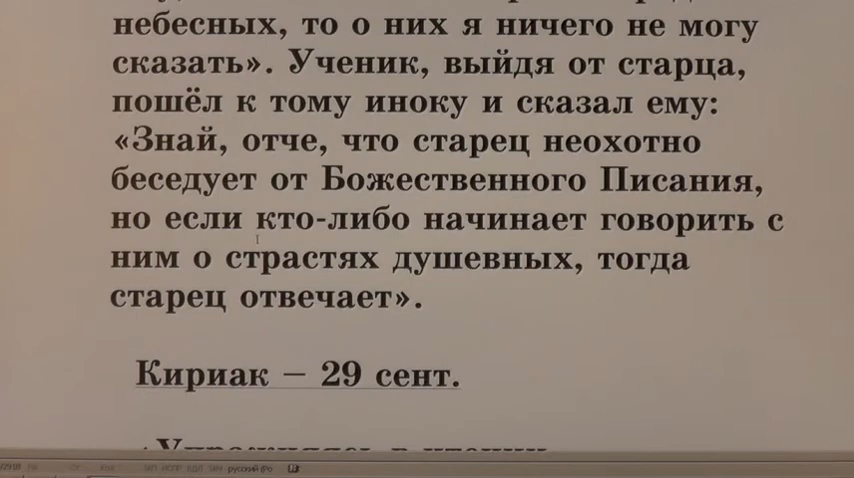 небесных, то о них я ничего не могу
сказать». Ученик, выйдя от старца,
пошёл к тому иноку и сказал ему:
«Знай, отче, что старец неохотно
беседует от Божественного Писания,
но если кто-либо начинает говорить с
ним о страстях душевных, тогда
старец отвечает».
Кириак – 29 сент.
русский (Ро